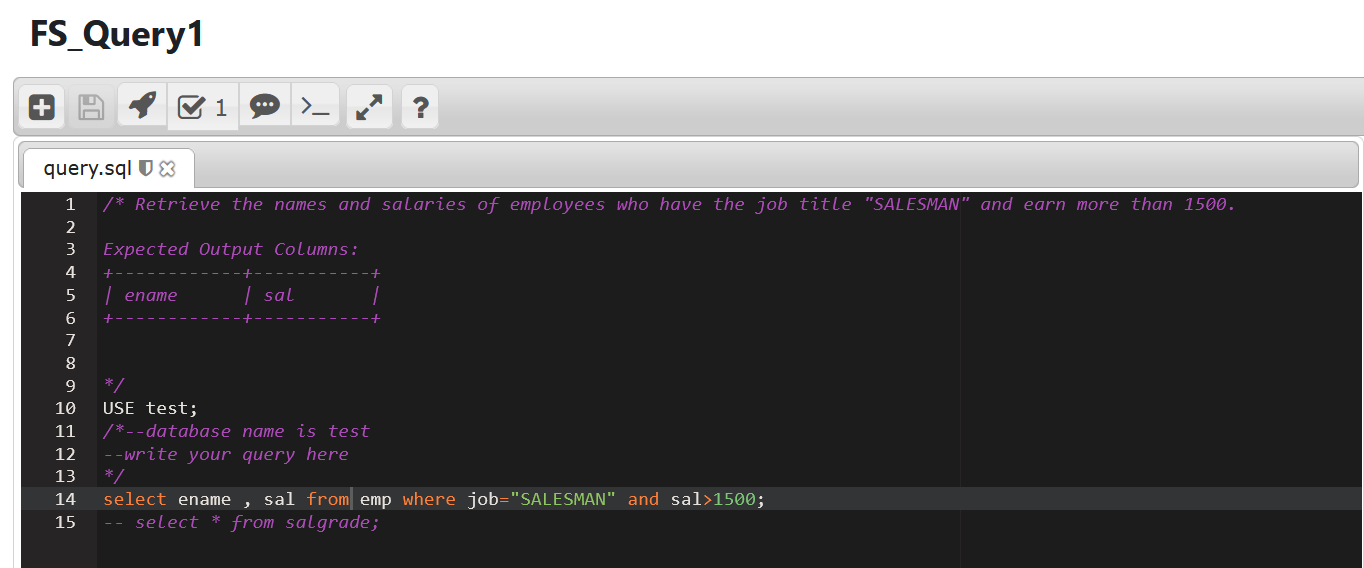 FS_Query1
1
?
query.sql
1 /* Retrieve the names and salaries of employees who have the job title "SALESMAN" and earn more than 1500.
2
3 Expected Output Columns:
4 +------------+-----------+
5 | ename      | sal       |
6 +------------+-----------+
7
8
9 */
10 USE test;
11 /*--database name is test
12 --write your query here
13 */
14 select ename , sal from emp where job="SALESMAN" and sal>1500;
15 -- select * from salgrade;